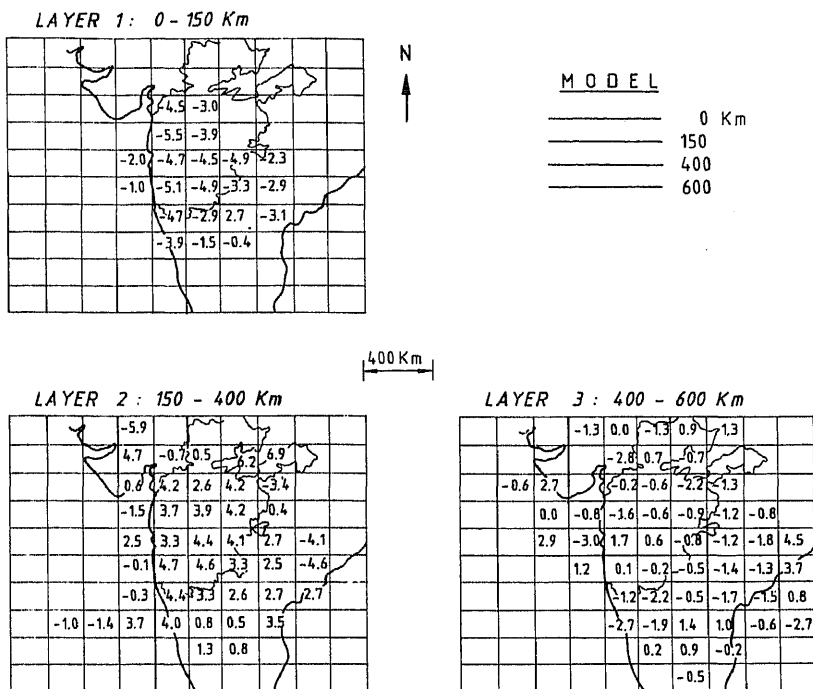 LAYER 1 : 0 - 150 Km
N
MODEL
0 Km
150
400
600
-4.5 -3.0
-5.5 -3.9
-2.0 -4.7 -4.5 -4.9 -2.3
-1.0 -5.1 -4.9 -3.3 -2.9
-4.7 -2.9 2.7 -3.1
-3.9 -1.5 -0.4
400 Km
LAYER 2 : 150 - 400 Km
-5.9
4.7 -0.7 0.5 6.2 6.9
0.6 4.2 2.6 4.2 -3.4
-1.5 3.7 3.9 4.2 0.4
2.5 3.3 4.4 4.1 2.7 -4.1
-0.1 4.7 4.6 3.3 2.5 -4.6
-0.3 4.4 3.3 2.6 2.7 2.7
-1.0 -1.4 3.7 4.0 0.8 0.5 3.5
1.3 0.8
LAYER 3 : 400 - 600 Km
-1.3 0.0 -1.3 0.9 1.3
-2.8 0.7 -0.7
-0.6 2.7 -0.2 -0.6 -2.2 1.3
0.0 -0.8 -1.6 -0.6 -0.9 -1.2 -0.8
2.9 -3.0 1.7 0.6 -0.8 -1.2 -1.8 4.5
1.2 0.1 -0.2 -0.5 -1.4 -1.3 3.7
-1.2 -2.2 -0.5 -1.7 -1.5 0.8
-2.7 -1.9 1.4 1.0 -0.6 -2.7
0.2 0.9 -0.2
-0.5